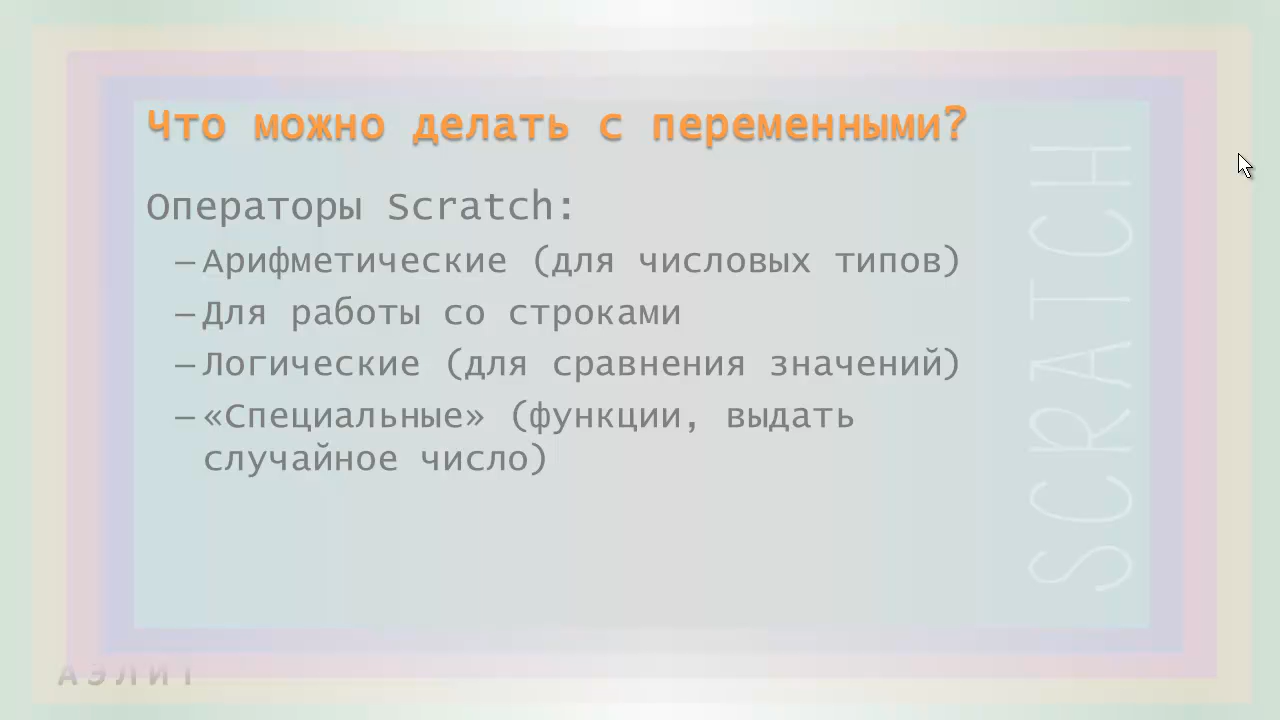 Что можно делать с переменными?
Операторы Scratch:
–Арифметические (для числовых типов)
–Для работы со строками
–Логические (для сравнения значений)
–«Специальные» (функции, выдать
случайное число)
SCRATCH